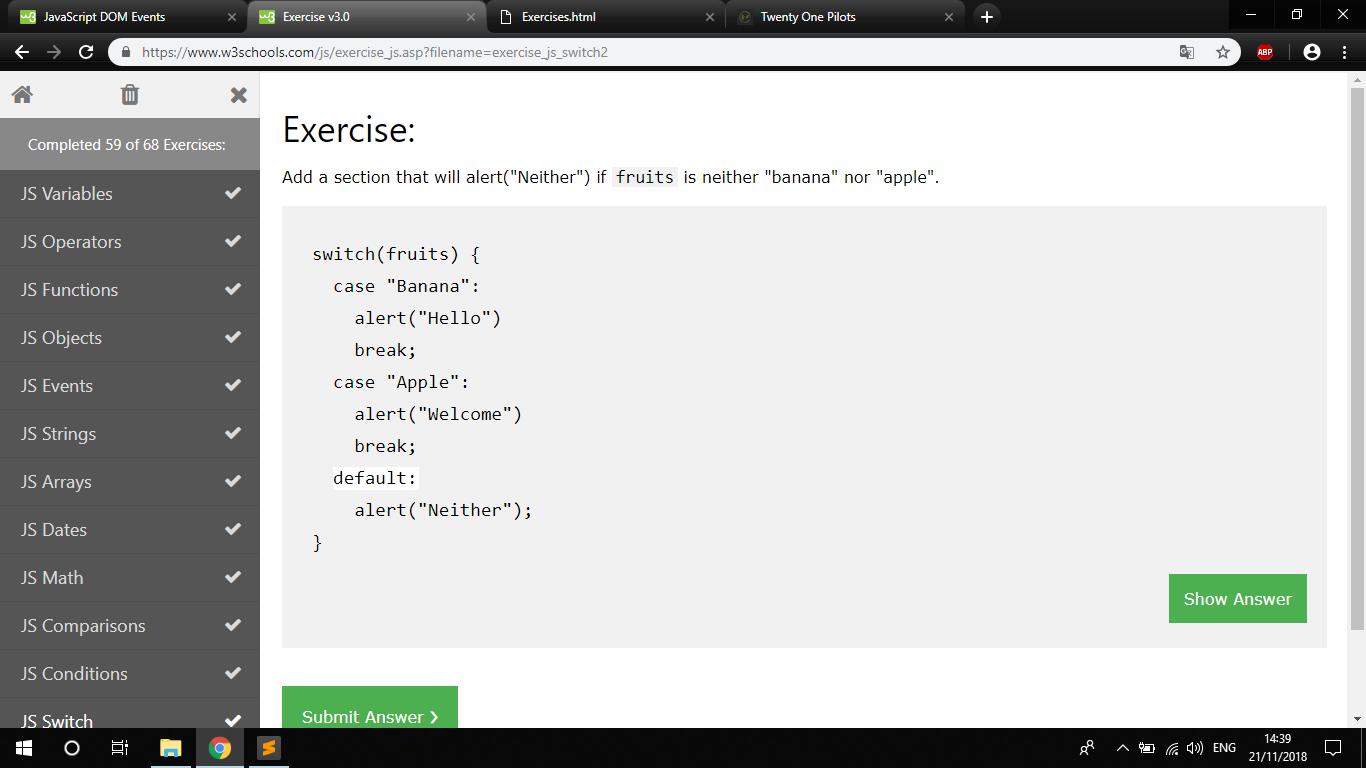 JavaScript DOM Events
Exercise v3.0
Exercises.html
Twenty One Pilots
https://www.w3schools.com/js/exercise_js.asp?filename=exercise_js_switch2
ABP
Completed 59 of 68 Exercises:
JS Variables
JS Operators
JS Functions
JS Objects
JS Events
JS Strings
JS Arrays
JS Dates
JS Math
JS Comparisons
JS Conditions
JS Switch
Exercise:
Add a section that will alert("Neither") if fruits is neither "banana" nor "apple".
switch(fruits) {
case "Banana":
alert("Hello")
break;
case "Apple":
alert("Welcome")
break;
default:
alert("Neither");
}
Show Answer
Submit Answer ❯
ENG
14:39
21/11/2018